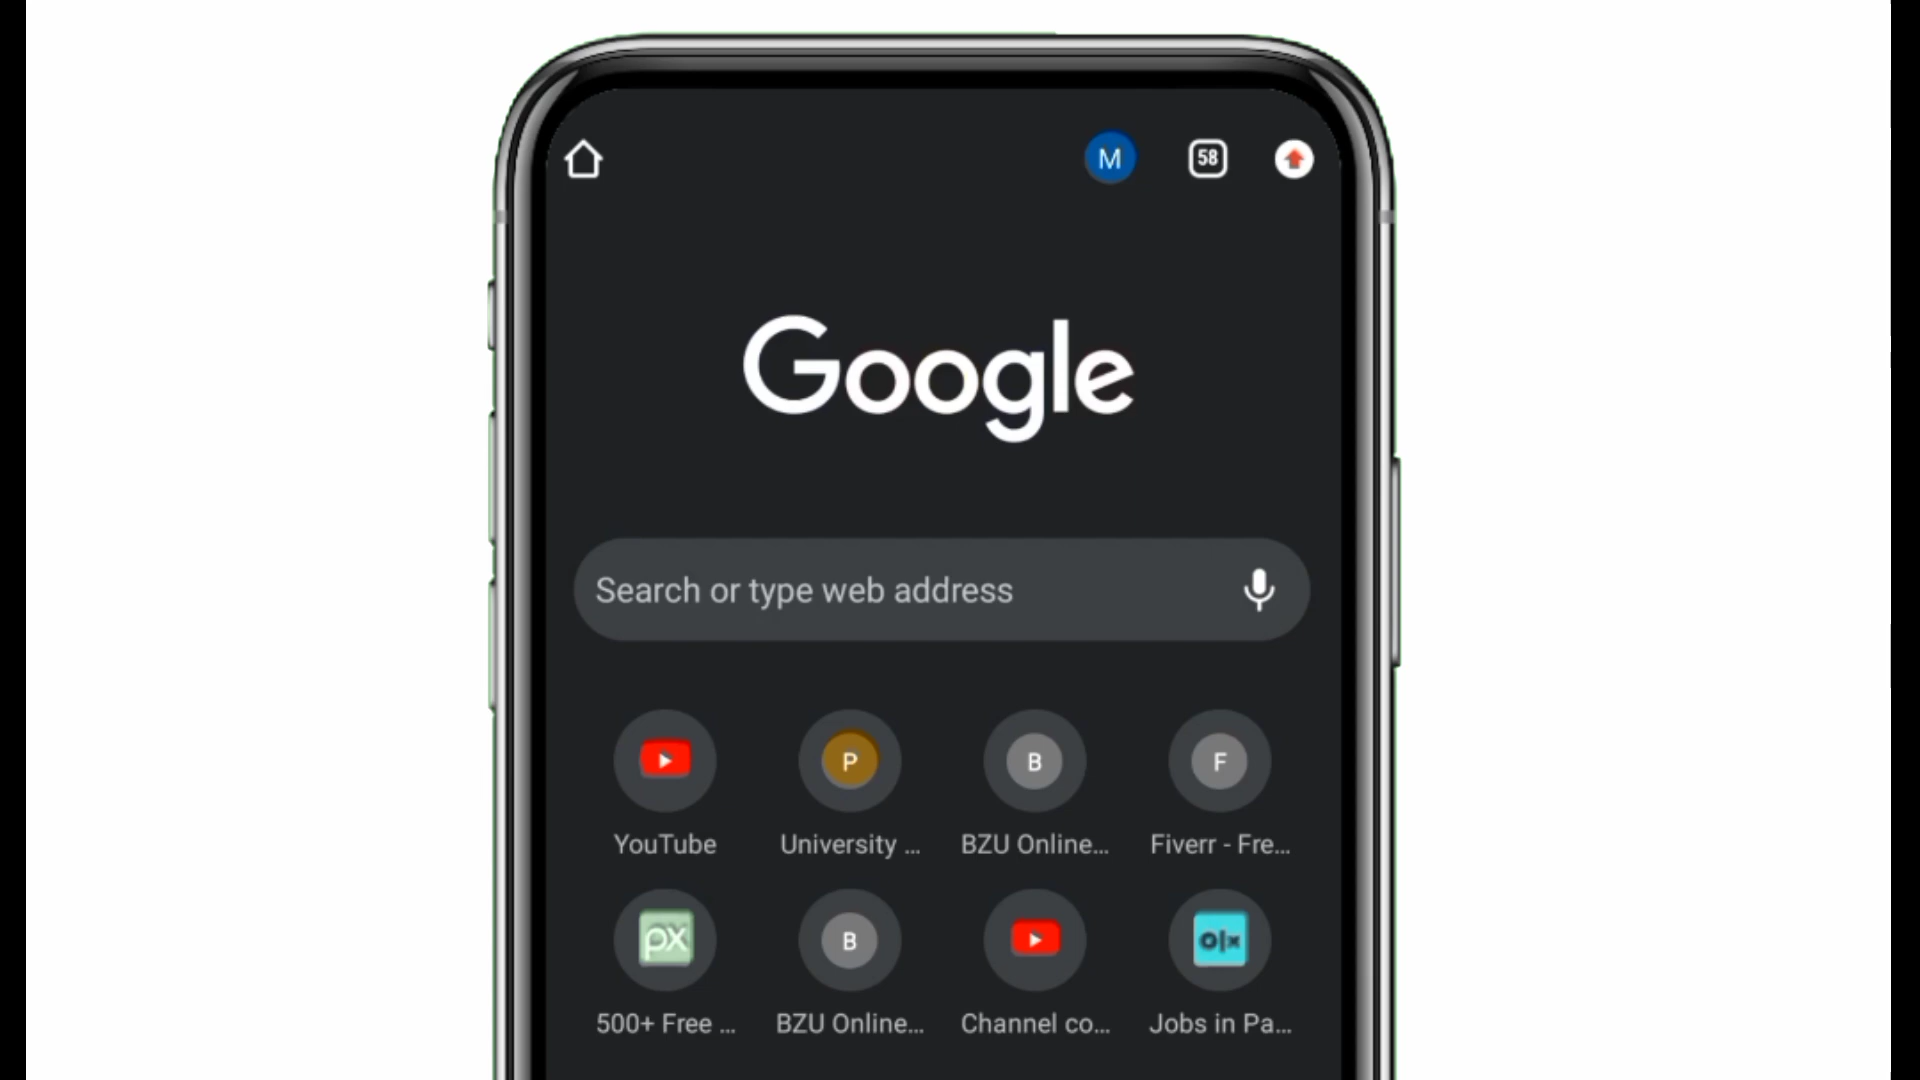 M 58
Google
Search or type web address
P B F
YouTube University ... BZU Online... Fiverr - Fre...
px B olx
500+ Free ... BZU Online... Channel co... Jobs in Pa...